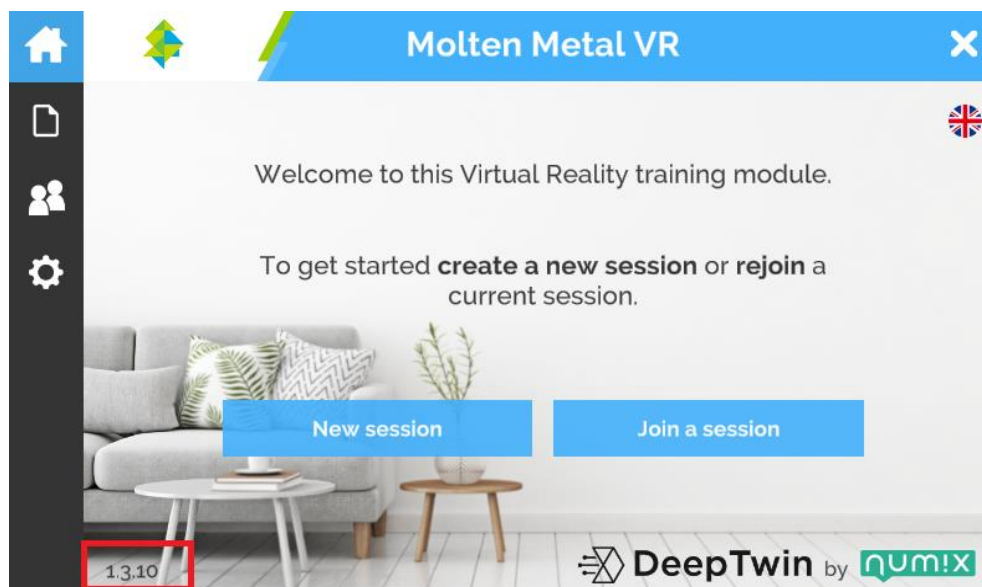 Molten Metal VR
Welcome to this Virtual Reality training module.
To get started create a new session or rejoin a
current session.
New session
Join a session
1.3.10
DeepTwin by num!x